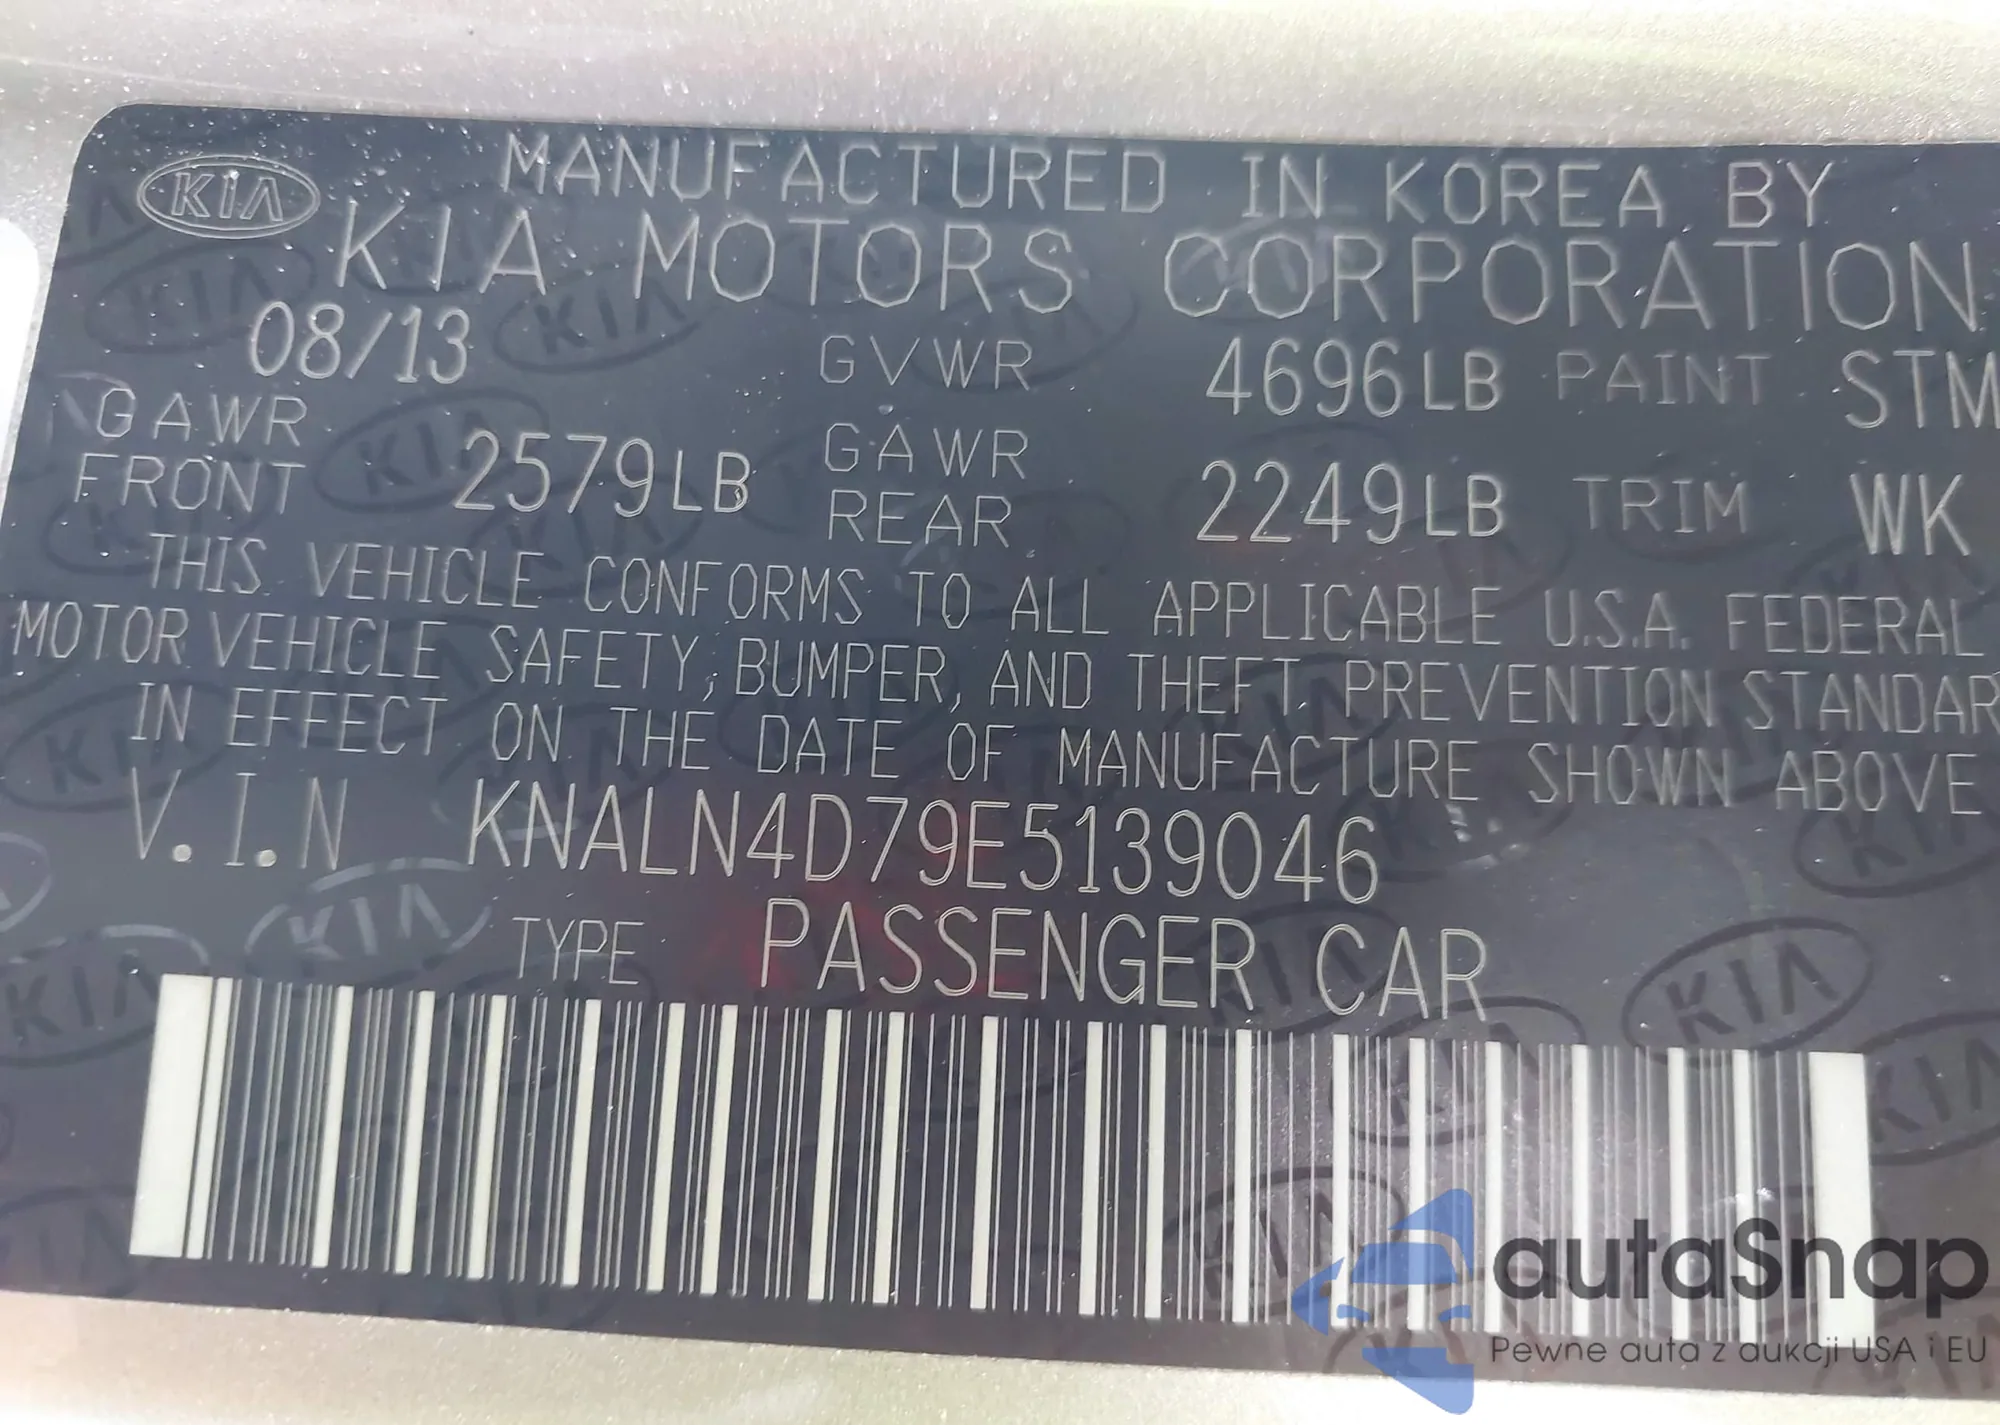 KIA MANUFACTURED IN KOREA BY
KIA MOTORS CORPORATION
08/13 GVWR 4696LB PAINT STM
GAWR FRONT 2579LB GAWR REAR 2249LB TRIM WK
THIS VEHICLE CONFORMS TO ALL APPLICABLE U.S.A. FEDERAL
MOTOR VEHICLE SAFETY, BUMPER, AND THEFT PREVENTION STANDAR
IN EFFECT ON THE DATE OF MANUFACTURE SHOWN ABOVE
V.I.N KNALN4D79E5139046
TYPE PASSENGER CAR
autaSnap
Pewne auta z aukcji USA i EU